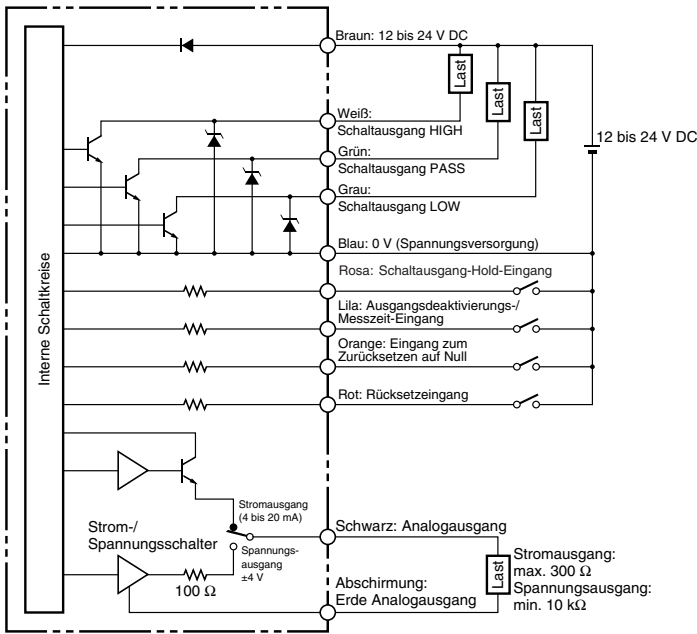 Braun: 12 bis 24 V DC
Last
Last
Last
Weiß:
Schaltausgang HIGH
12 bis 24 V DC
Grün:
Schaltausgang PASS
Grau:
Schaltausgang LOW
Blau: 0 V (Spannungsversorgung)
Rosa: Schaltausgang-Hold-Eingang
Lila: Ausgangsdeaktivierungs-/
Messzeit-Eingang
Orange: Eingang zum
Zurücksetzen auf Null
Rot: Rücksetzeingang
Interne Schaltkreise
Stromausgang
(4 bis 20 mA)
Strom-/
Spannungsschalter
Spannungs-
ausgang
±4 V
100 Ω
Schwarz: Analogausgang
Abschirmung:
Erde Analogausgang
Last
Stromausgang:
max. 300 Ω
Spannungsausgang:
min. 10 kΩ